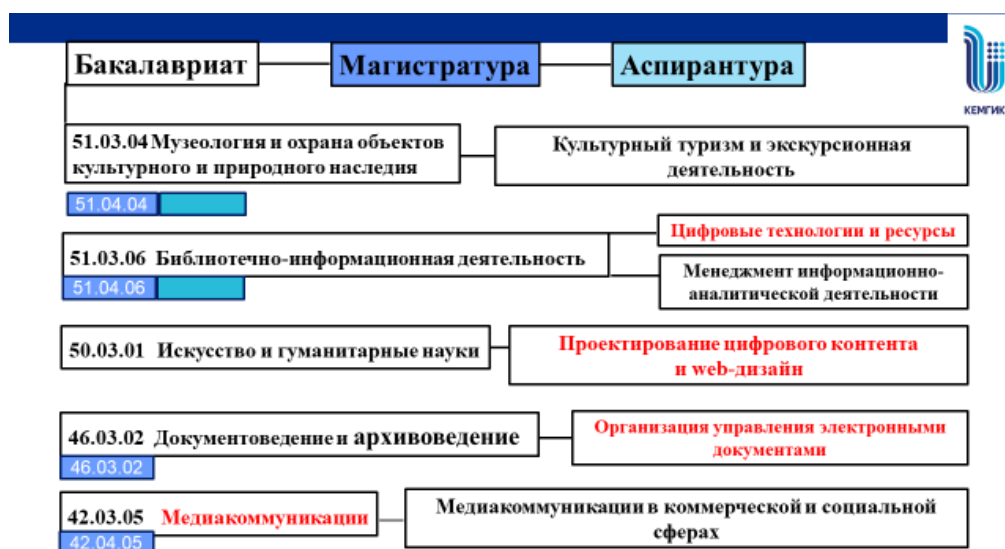 Бакалавриат
Магистратура
Аспирантура
КЕМГИК
51.03.04 Музеология и охрана объектов
культурного и природного наследия
Культурный туризм и экскурсионная
деятельность
51.04.04
51.03.06 Библиотечно-информационная деятельность
51.04.06
Цифровые технологии и ресурсы
Менеджмент информационно-
аналитической деятельности
50.03.01 Искусство и гуманитарные науки
Проектирование цифрового контента
и web-дизайн
46.03.02 Документоведение и архивоведение
46.03.02
Организация управления электронными
документами
42.03.05 Медиакоммуникации
42.04.05
Медиакоммуникации в коммерческой и социальной
сферах